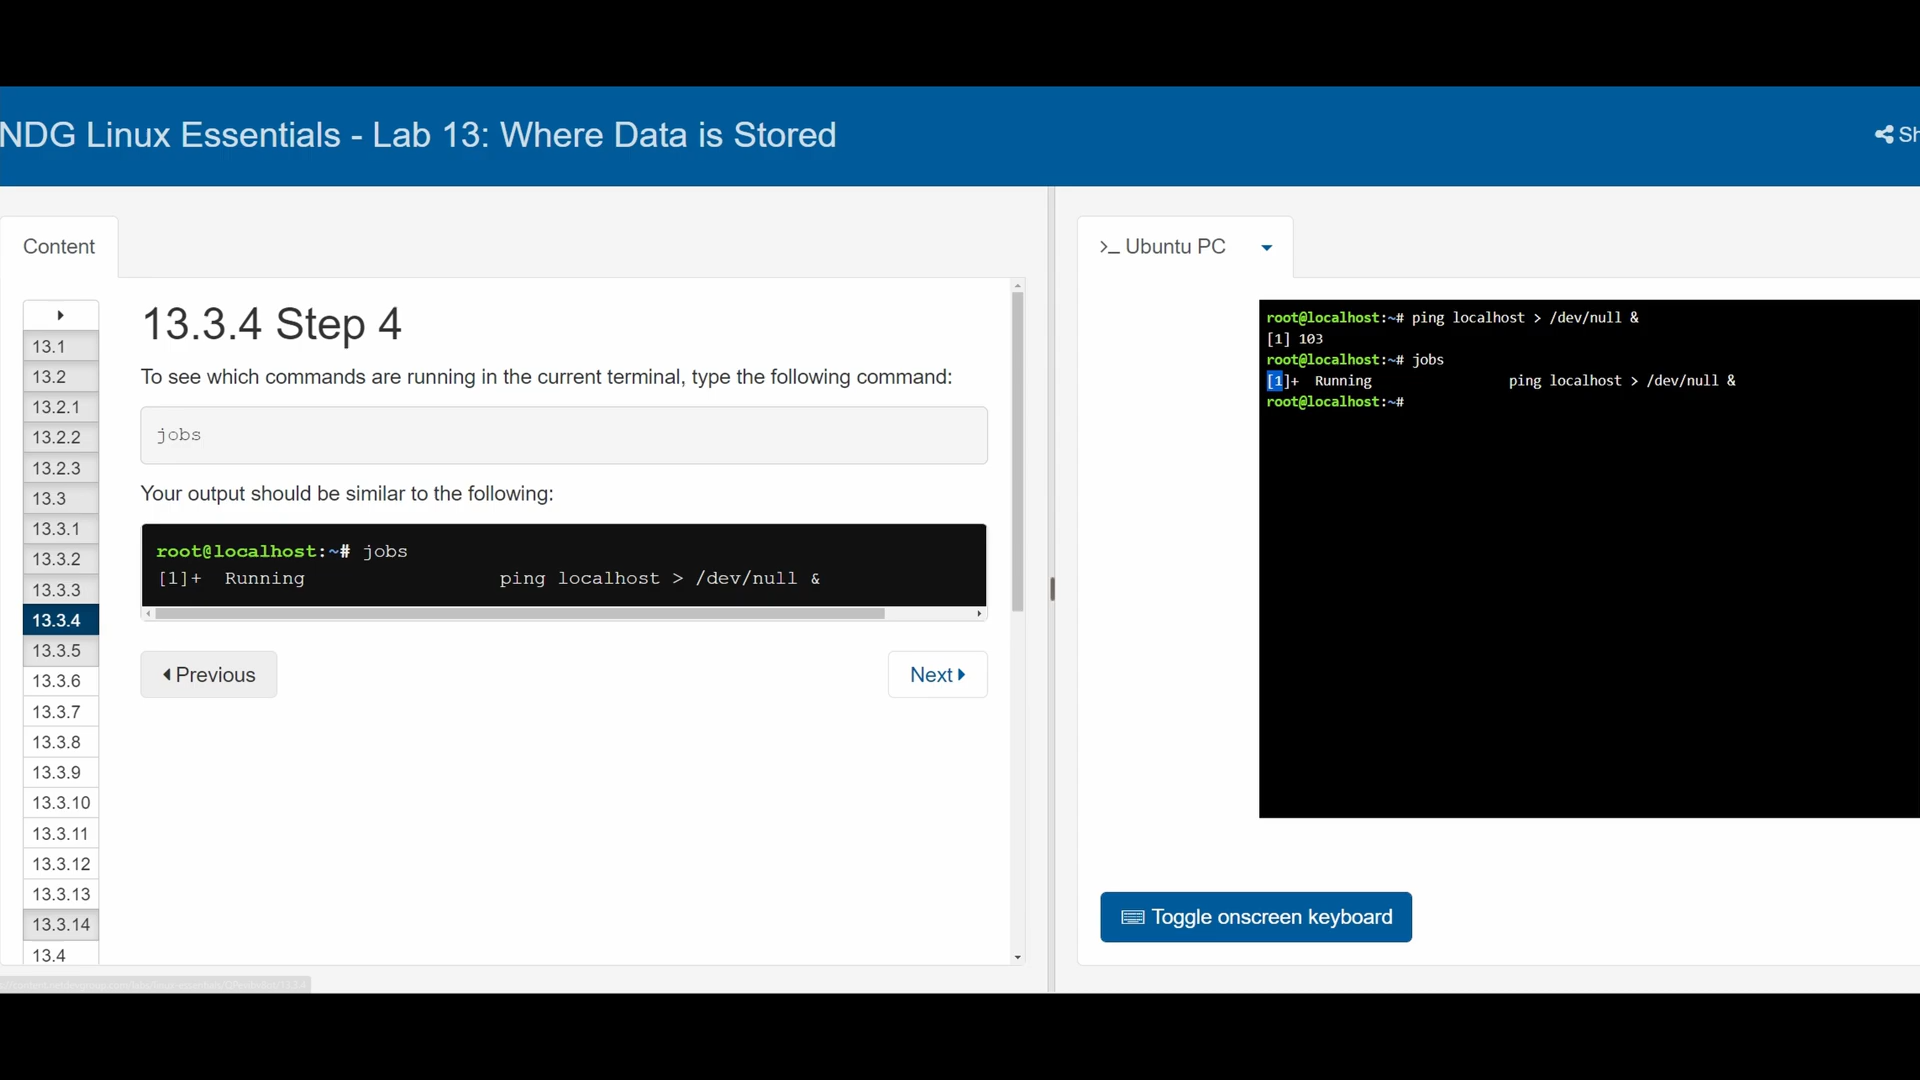 NDG Linux Essentials - Lab 13: Where Data is Stored
Sh
Content
13.1
13.2
13.2.1
13.2.2
13.2.3
13.3
13.3.1
13.3.2
13.3.3
13.3.4
13.3.5
13.3.6
13.3.7
13.3.8
13.3.9
13.3.10
13.3.11
13.3.12
13.3.13
13.3.14
13.4
13.3.4 Step 4
To see which commands are running in the current terminal, type the following command:
jobs
Your output should be similar to the following:
root@localhost:~# jobs
[1]+  Running                 ping localhost > /dev/null &
Previous
Next
>_ Ubuntu PC
root@localhost:~# ping localhost > /dev/null &
[1] 103
root@localhost:~# jobs
[1]+  Running                 ping localhost > /dev/null &
root@localhost:~#
Toggle onscreen keyboard